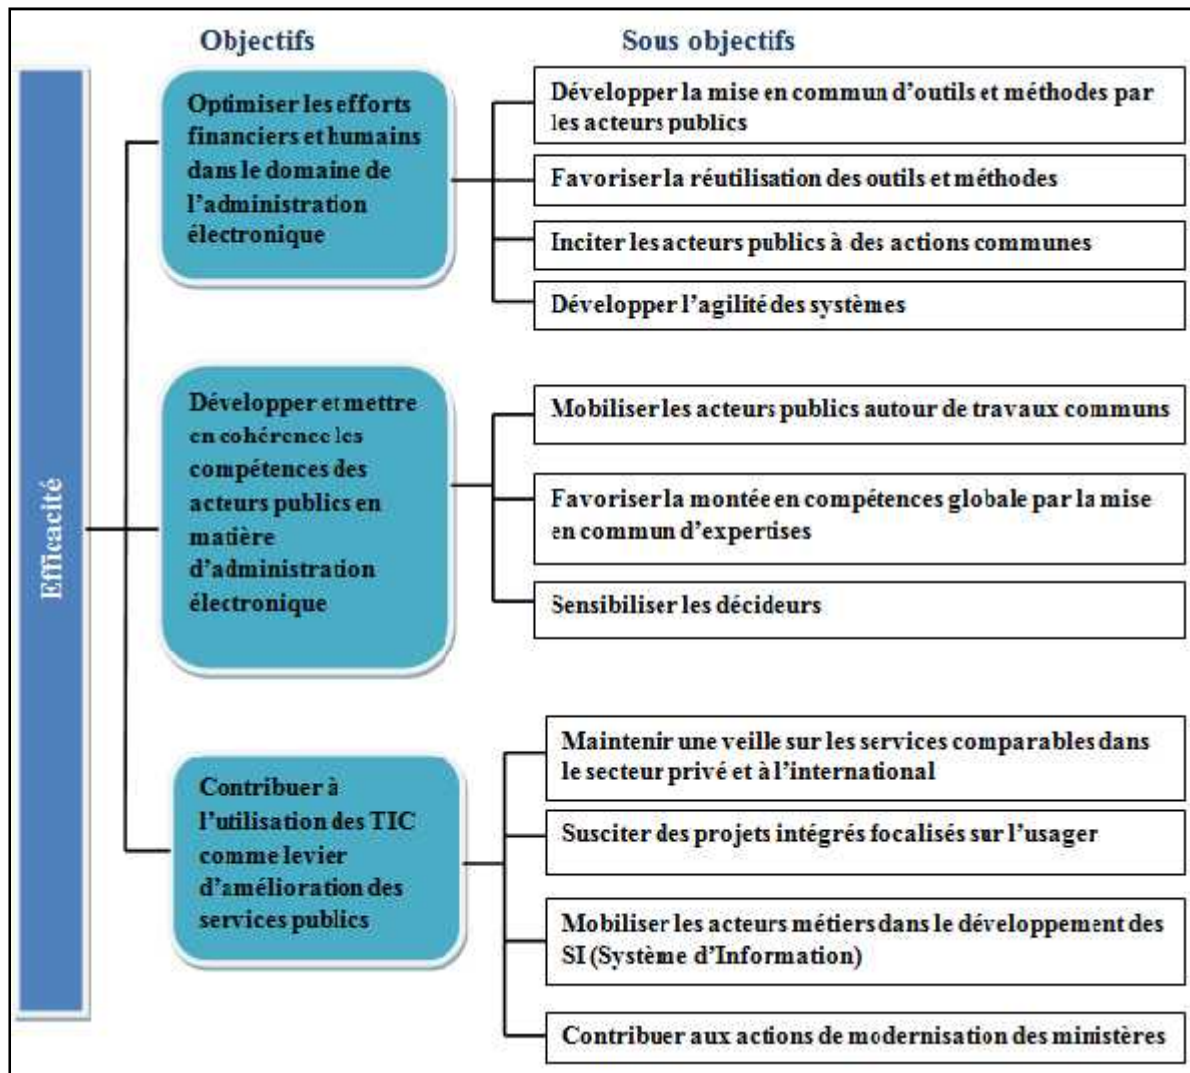 Objectifs
Sous objectifs
Efficacité
Optimiser les efforts
financiers et humains
dans le domaine de
l'administration
électronique
Développer la mise en commun d'outils et méthodes par
les acteurs publics
Favoriser la réutilisation des outils et méthodes
Inciter les acteurs publics à des actions communes
Développer l'agilité des systèmes
Développer et mettre
en cohérence les
compétences des
acteurs publics en
matière
d'administration
électronique
Mobiliser les acteurs publics autour de travaux communs
Favoriser la montée en compétences globale par la mise
en commun d'expertises
Sensibiliser les décideurs
Contribuer à
l'utilisation des TIC
comme levier
d'amélioration des
services publics
Maintenir une veille sur les services comparables dans
le secteur privé et à l'international
Susciter des projets intégrés focalisés sur l'usager
Mobiliser les acteurs métiers dans le développement des
SI (Système d'Information)
Contribuer aux actions de modernisation des ministères